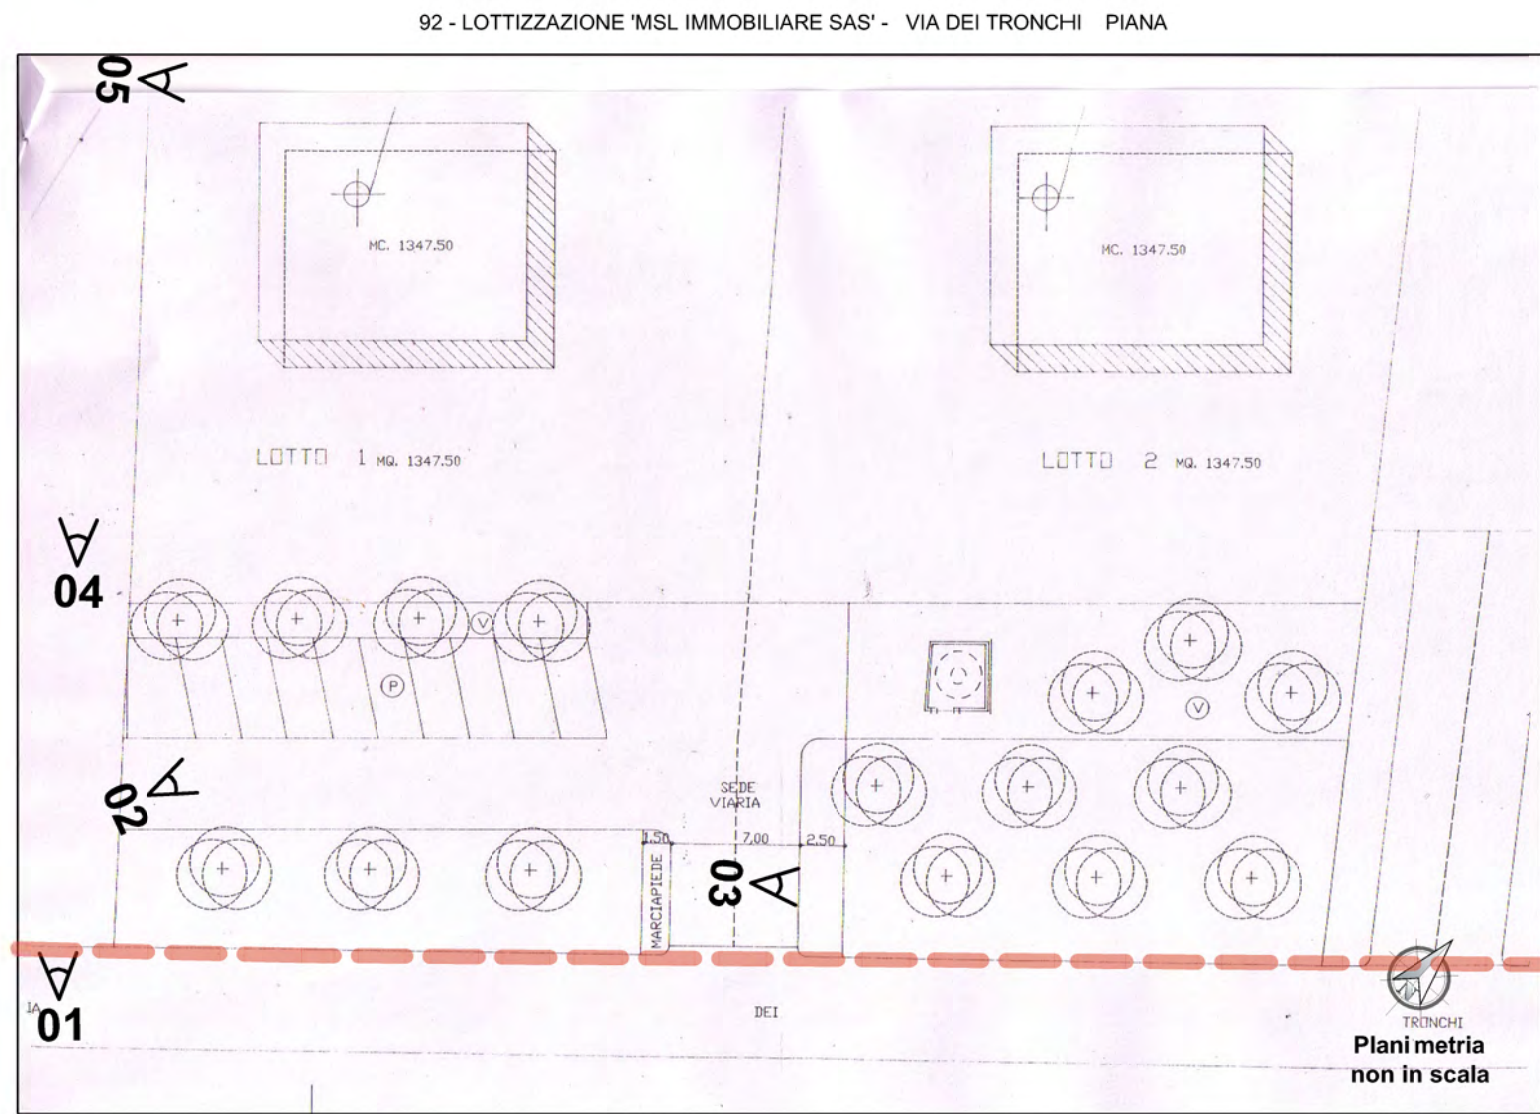 92 - LOTTIZZAZIONE 'MSL IMMOBILIARE SAS' - VIA DEI TRONCHI PIANA
05
MC. 1347.50
MC. 1347.50
LOTTO 1 MQ. 1347.50
LOTTO 2 MQ. 1347.50
04
V
P
V
02
SEDE
VIARIA
1.50
7,00
2.50
03
MARCIAPIEDE
IA
01
DEI
TRONCHI
Planimetria
non in scala